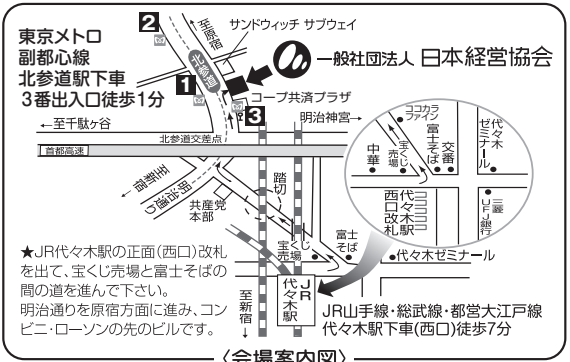 東京メトロ
副都心線
北参道駅下車
3番出入口徒歩1分
2
至原宿
サンドウィッチ サブウェイ
北参道
一般社団法人 日本経営協会
1
コープ共済プラザ
3
←至千駄ヶ谷
明治神宮→
北参道交差点
首都高速
至新宿
明治通り
共産党
本部
踏切
宝くじ
売場
富士
そば
代々木ゼミナール
JR
代々木駅
至新宿
ココカラ
ファイン
中華
宝くじ
売場
富士そば
交番
代々木
ゼミナール
代々木駅
西口改札
三菱
UFJ銀行
★JR代々木駅の正面(西口)改札
を出て、宝くじ売場と富士そばの
間の道を進んで下さい。
明治通りを原宿方面に進み、コン
ビニ・ローソンの先のビルです。
JR山手線・総武線・都営大江戸線
代々木駅下車(西口)徒歩7分
〈会場案内図〉